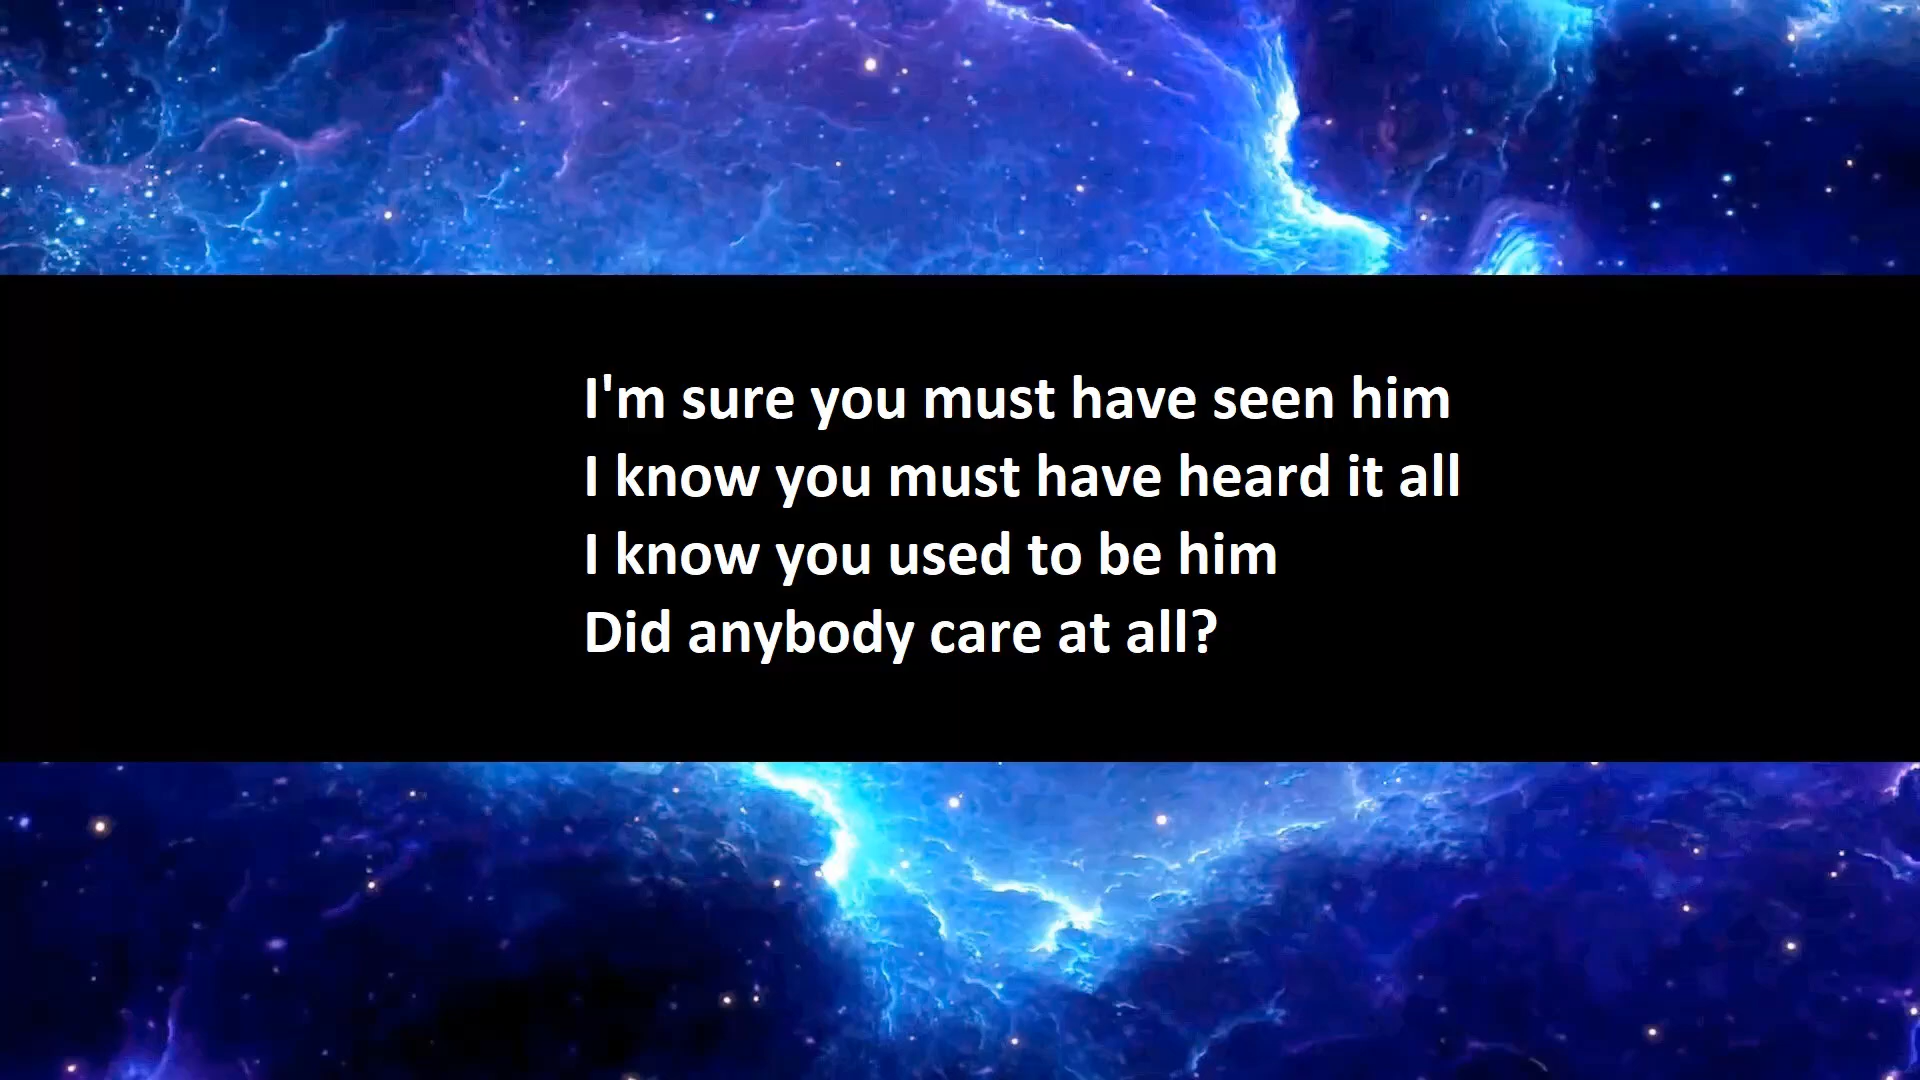 I'm sure you must have seen him
I know you must have heard it all
I know you used to be him
Did anybody care at all?